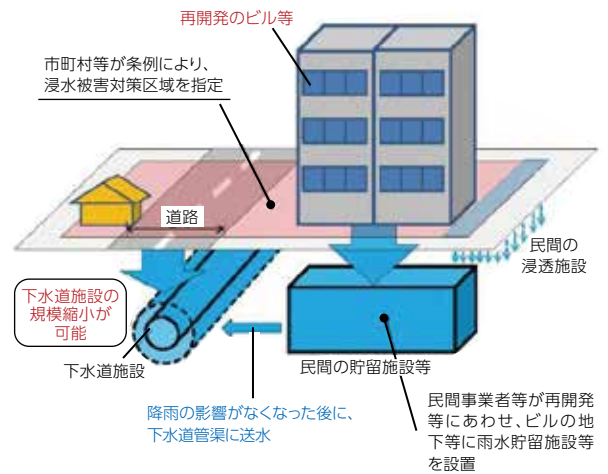 再開発のビル等
市町村等が条例により、
浸水被害対策区域を指定
道路
民間の
浸透施設
下水道施設の
規模縮小が
可能
下水道施設
民間の貯留施設等
降雨の影響がなくなった後に、
下水道管渠に送水
民間事業者等が再開発
等にあわせ、ビルの地
下等に雨水貯留施設等
を設置